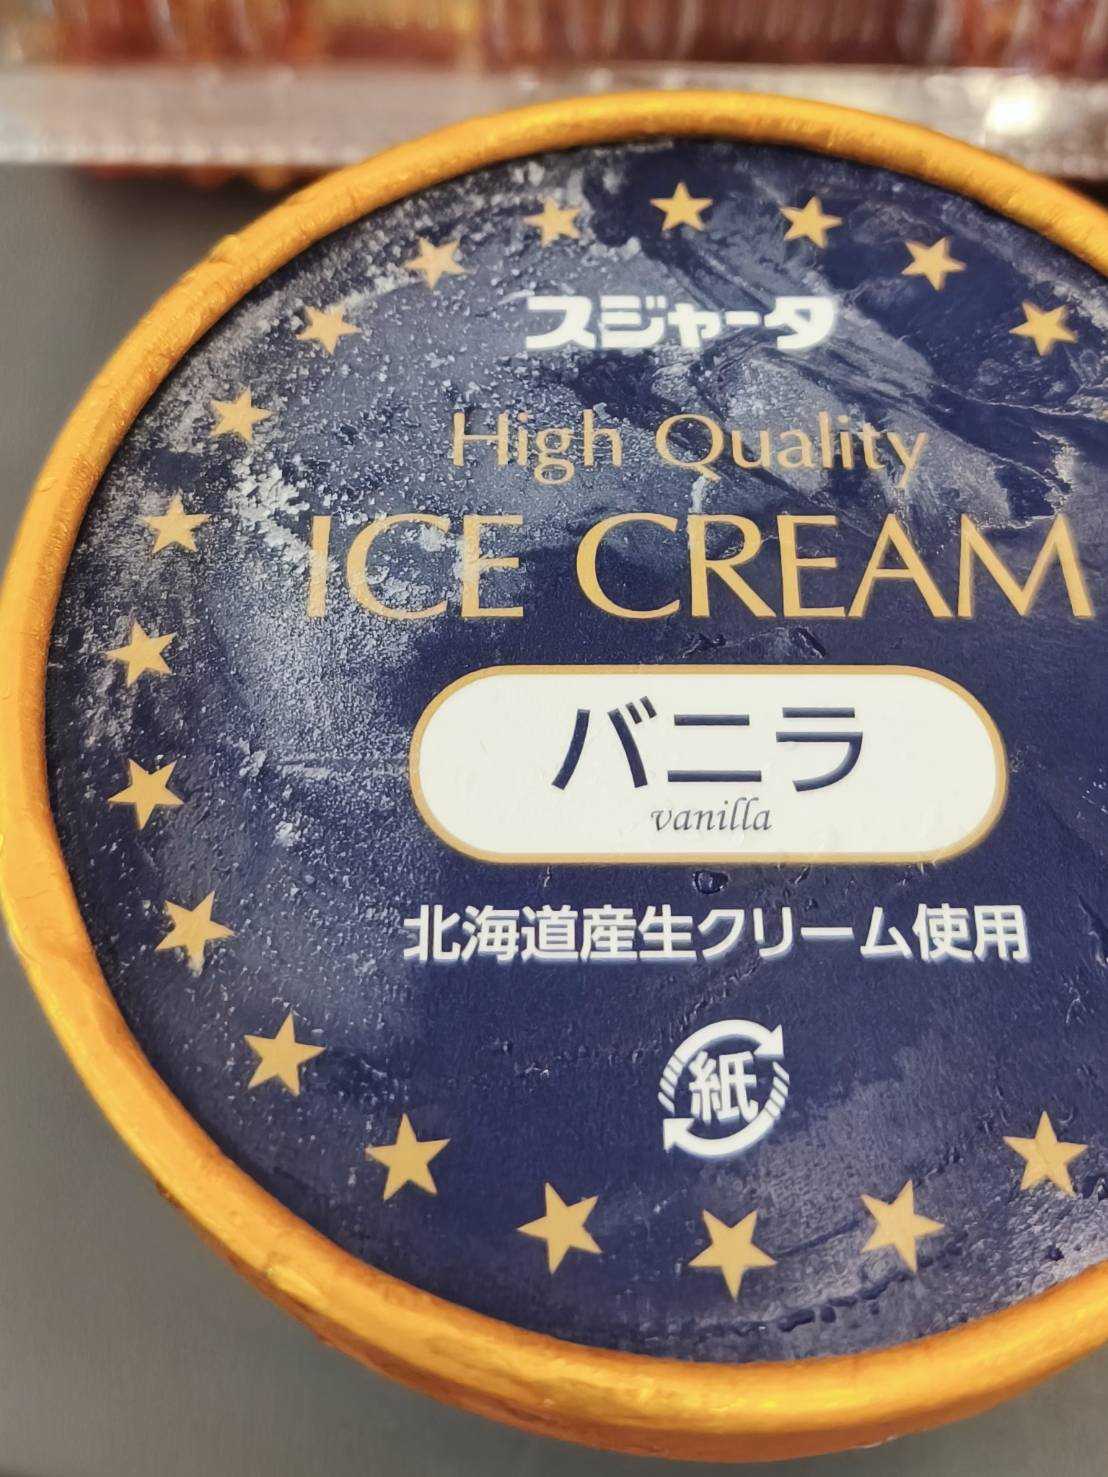 スジャータ
High Quality
ICE CREAM
バニラ
vanilla
北海道産生クリーム使用
紙